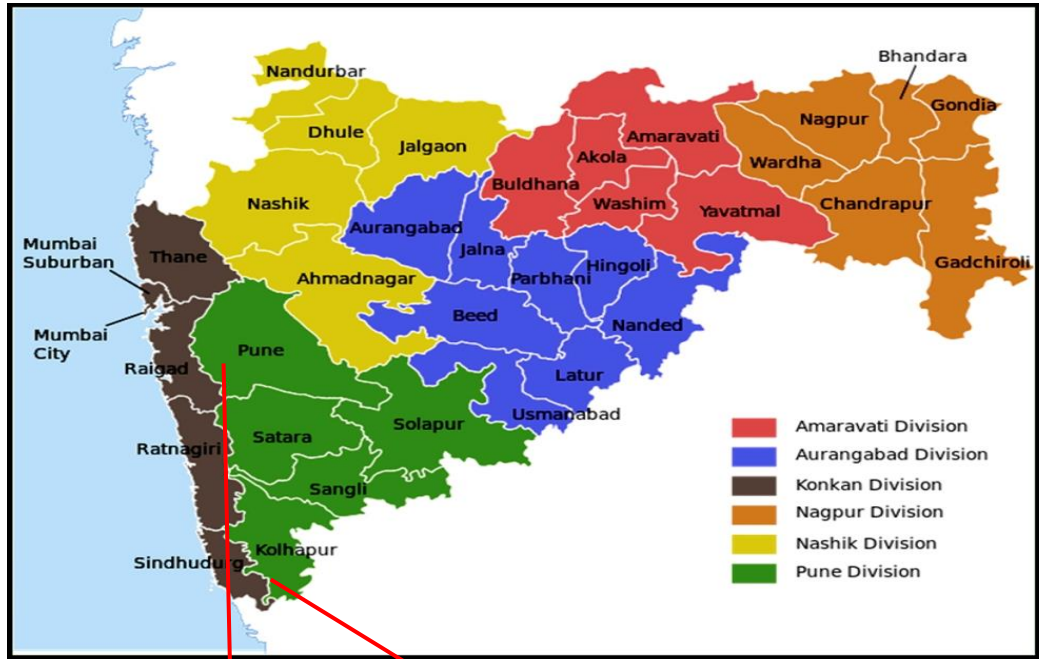 Bhandara
Nandurbar
Gondia
Nagpur
Dhule
Amaravati
Jalgaon
Akola
Wardha
Buldhana
Nashik
Washim
Yavatmal
Chandrapur
Aurangabad
Mumbai
Suburban
Jalna
Thane
Hingoli
Gadchiroli
Ahmadnagar
Parbhani
Beed
Nanded
Mumbai
City
Pune
Raigad
Latur
Usmanabad
Solapur
Satara
Ratnagiri
Sangli
Kolhapur
Sindhudurg
Amaravati Division
Aurangabad Division
Konkan Division
Nagpur Division
Nashik Division
Pune Division